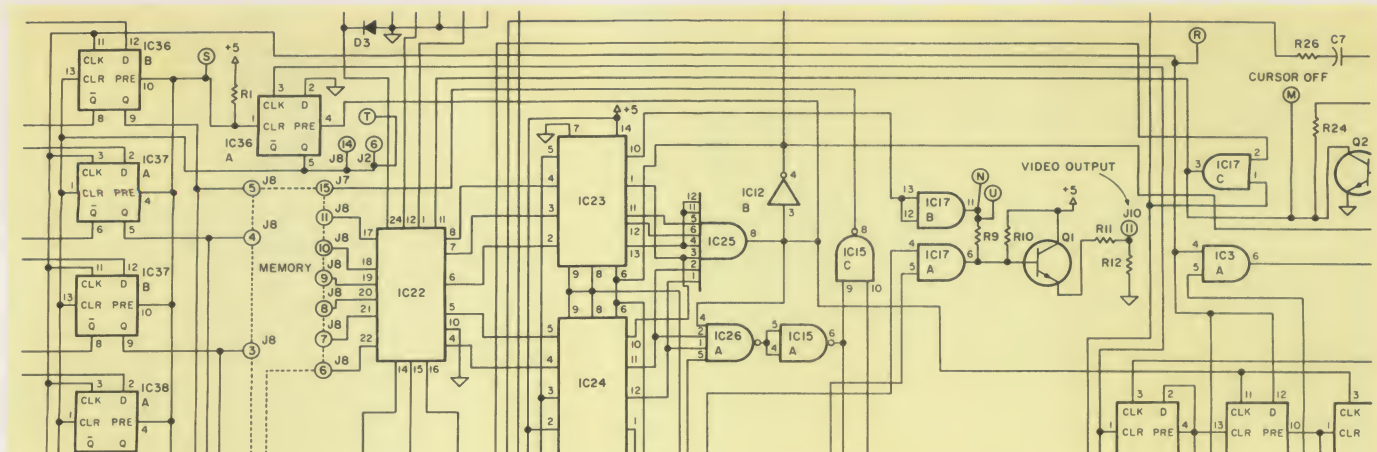 11 12
CLK D
13 CLR PRE 10
Q̄ Q
8 9
IC36
B
S
+5
R1
3 2
CLK D
1 CLR PRE 4
Q̄ Q
5
IC36
A
D3
T
14 6
J8 J2
3 2
CLK D
1 CLR PRE 4
Q̄ Q
6 5
IC37
A
11 12
CLK D
13 CLR PRE 10
Q̄ Q
8 9
IC37
B
3 2
CLK D
1 CLR PRE 4
Q̄ Q
IC38
A
5 J8
4 J8
3 J8
MEMORY
15 J7
11 J8
10 J8
9 J8
8 J8
7 J8
6
24 12 1 11
17 8
18 7
19 6
20 5
21 10
22 4
IC22
14 15 16
+5
7 14
5 10
4 1
3 11
2 12
13
IC23
9 8 6
9 8 6
5 10
4 11
3 12
2 1
IC24
12
11
5
6
4
3
2
1
IC25
8
IC12
B
4
3
4
2
1
5
IC26
A
4
IC15
A
6
8
IC15
C
9 10
13
12
IC17
B
11
4
5
IC17
A
6
N
U
R9
R10
+5
Q1
VIDEO OUTPUT
R11
J10
11
R12
R
R26
C7
CURSOR OFF
M
R24
Q2
3
IC17
C
2
1
4
5
IC3
A
6
3 2
CLK D
1 CLR PRE 4
11 12
CLK D
13 CLR PRE 10
3
CLK
1 CLR